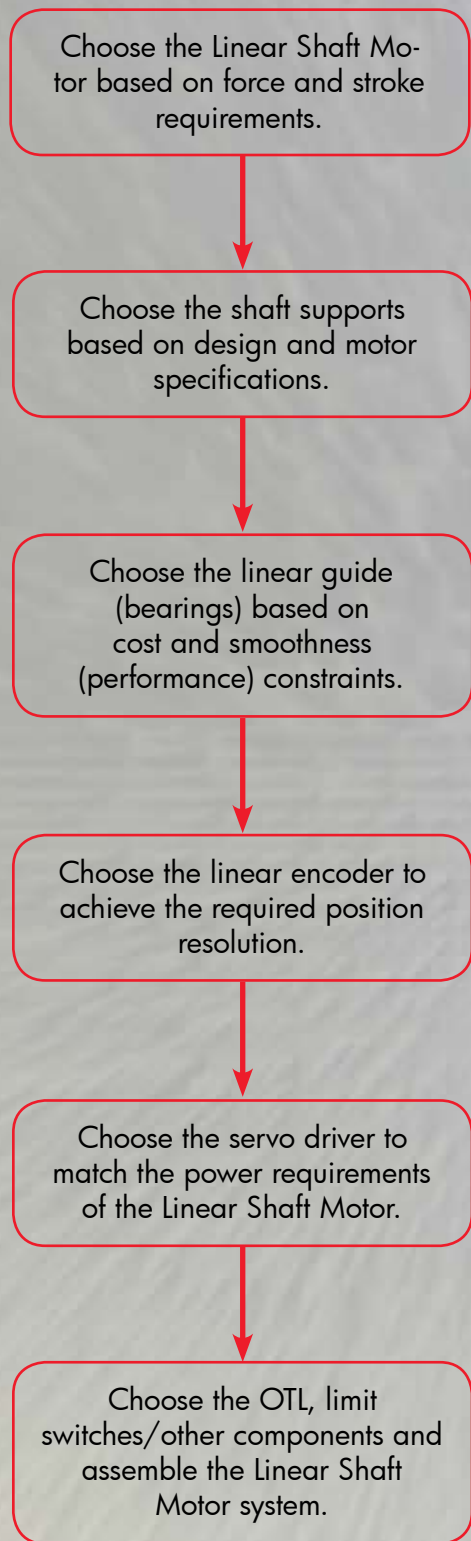 Choose the Linear Shaft Mo-
tor based on force and stroke
requirements.
Choose the shaft supports
based on design and motor
specifications.
Choose the linear guide
(bearings) based on
cost and smoothness
(performance) constraints.
Choose the linear encoder to
achieve the required position
resolution.
Choose the servo driver to
match the power requirements
of the Linear Shaft Motor.
Choose the OTL, limit
switches/other components and
assemble the Linear Shaft
Motor system.